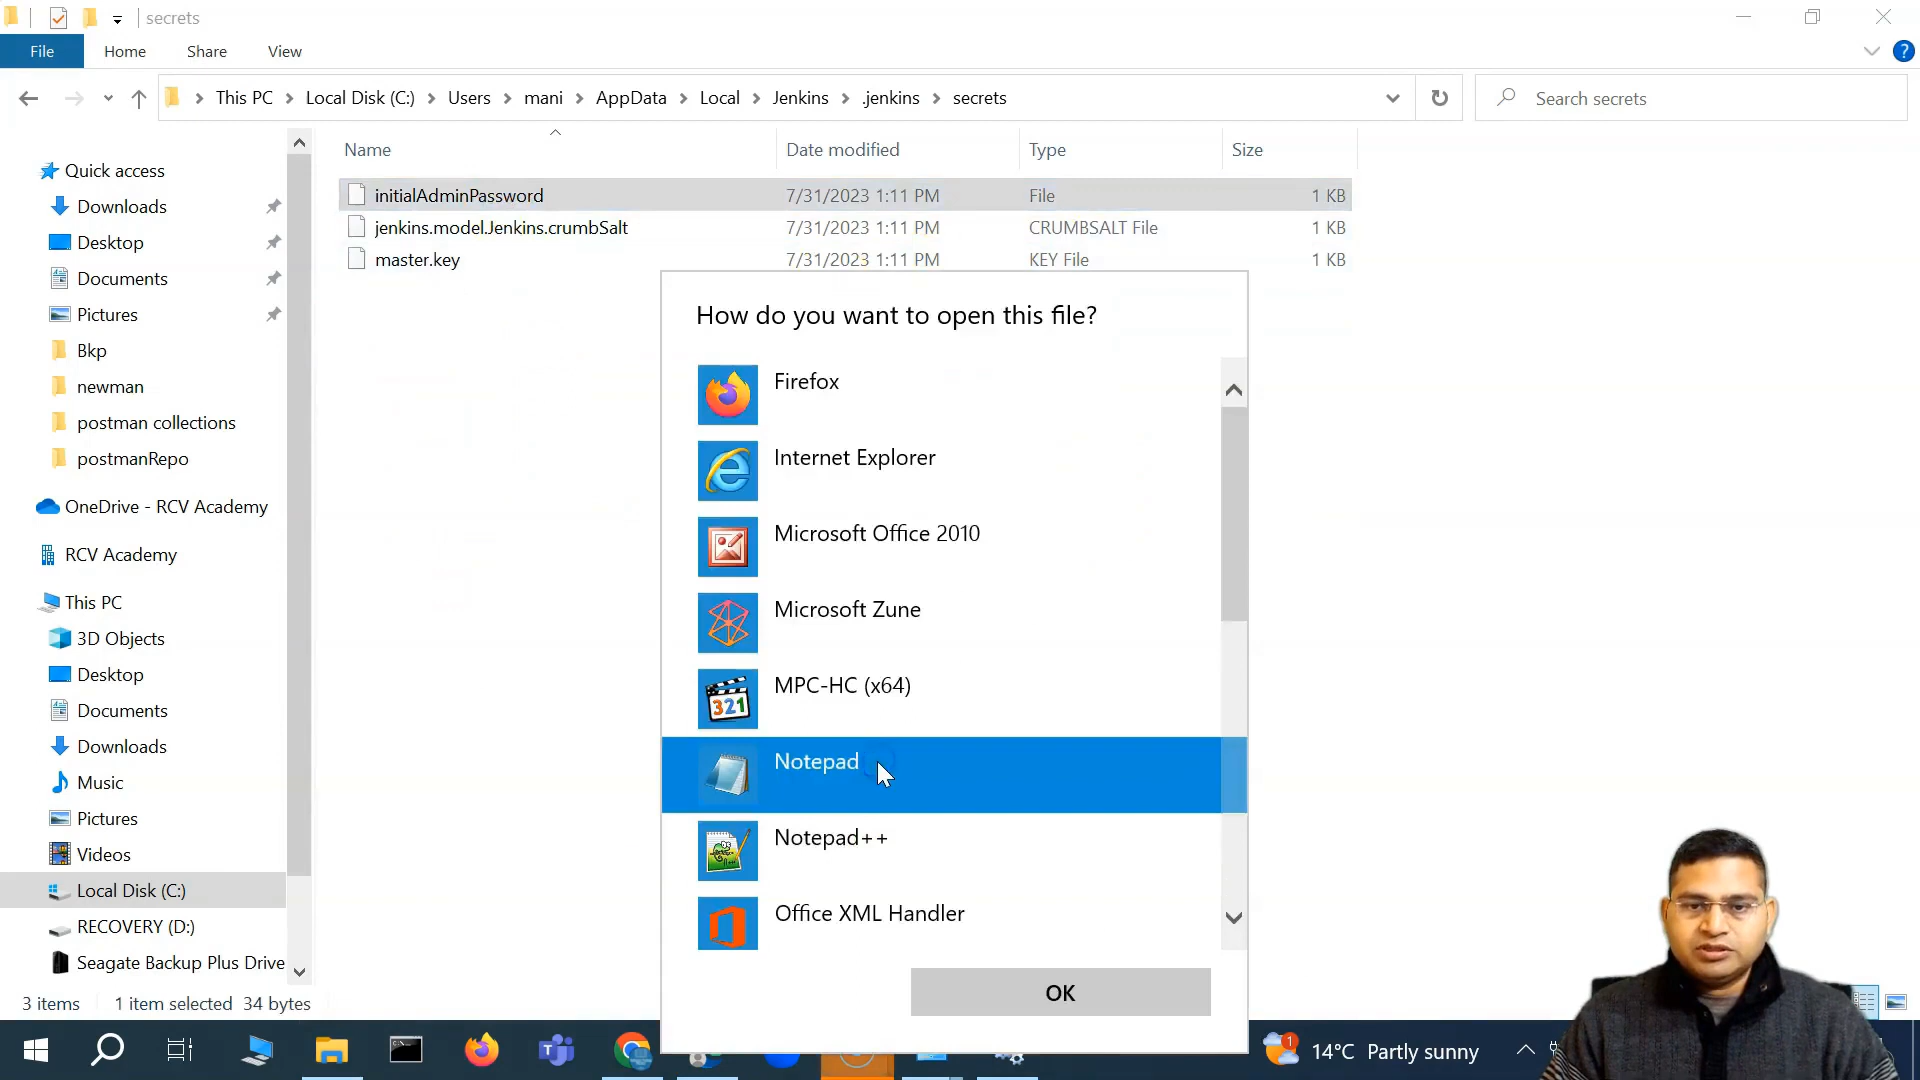 secrets
File
Home
Share
View
This PC
Local Disk (C:)
Users
mani
AppData
Local
Jenkins
.jenkins
secrets
Search secrets
Name
Date modified
Type
Size
initialAdminPassword
7/31/2023 1:11 PM
File
1 KB
jenkins.model.Jenkins.crumbSalt
7/31/2023 1:11 PM
CRUMBSALT File
1 KB
master.key
7/31/2023 1:11 PM
KEY File
1 KB
Quick access
Downloads
Desktop
Documents
Pictures
Bkp
newman
postman collections
postmanRepo
OneDrive - RCV Academy
RCV Academy
This PC
3D Objects
Desktop
Documents
Downloads
Music
Pictures
Videos
Local Disk (C:)
RECOVERY (D:)
Seagate Backup Plus Drive
How do you want to open this file?
Firefox
Internet Explorer
Microsoft Office 2010
Microsoft Zune
MPC-HC (x64)
321
Notepad
Notepad++
Office XML Handler
OK
3 items
1 item selected
34 bytes
1
14°C Partly sunny